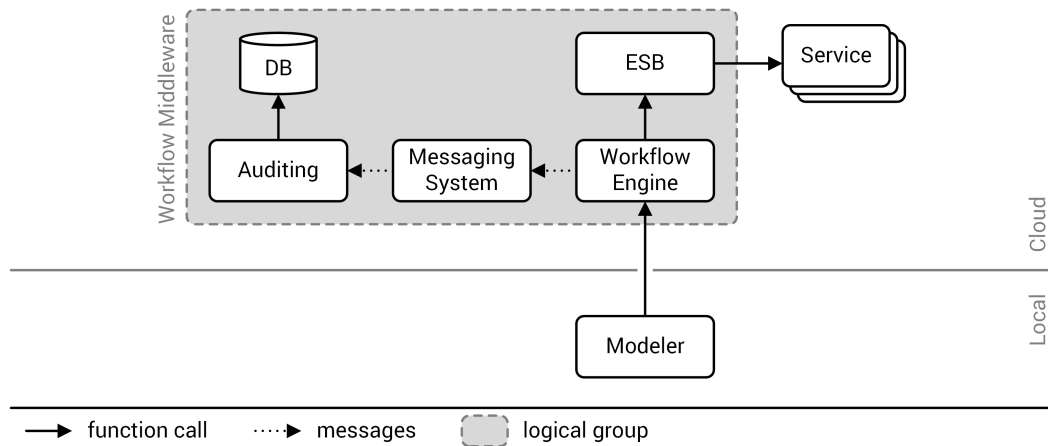 Workflow Middleware
DB
ESB
Service
Auditing
Messaging
System
Workflow
Engine
Cloud
Local
Modeler
function call
messages
logical group